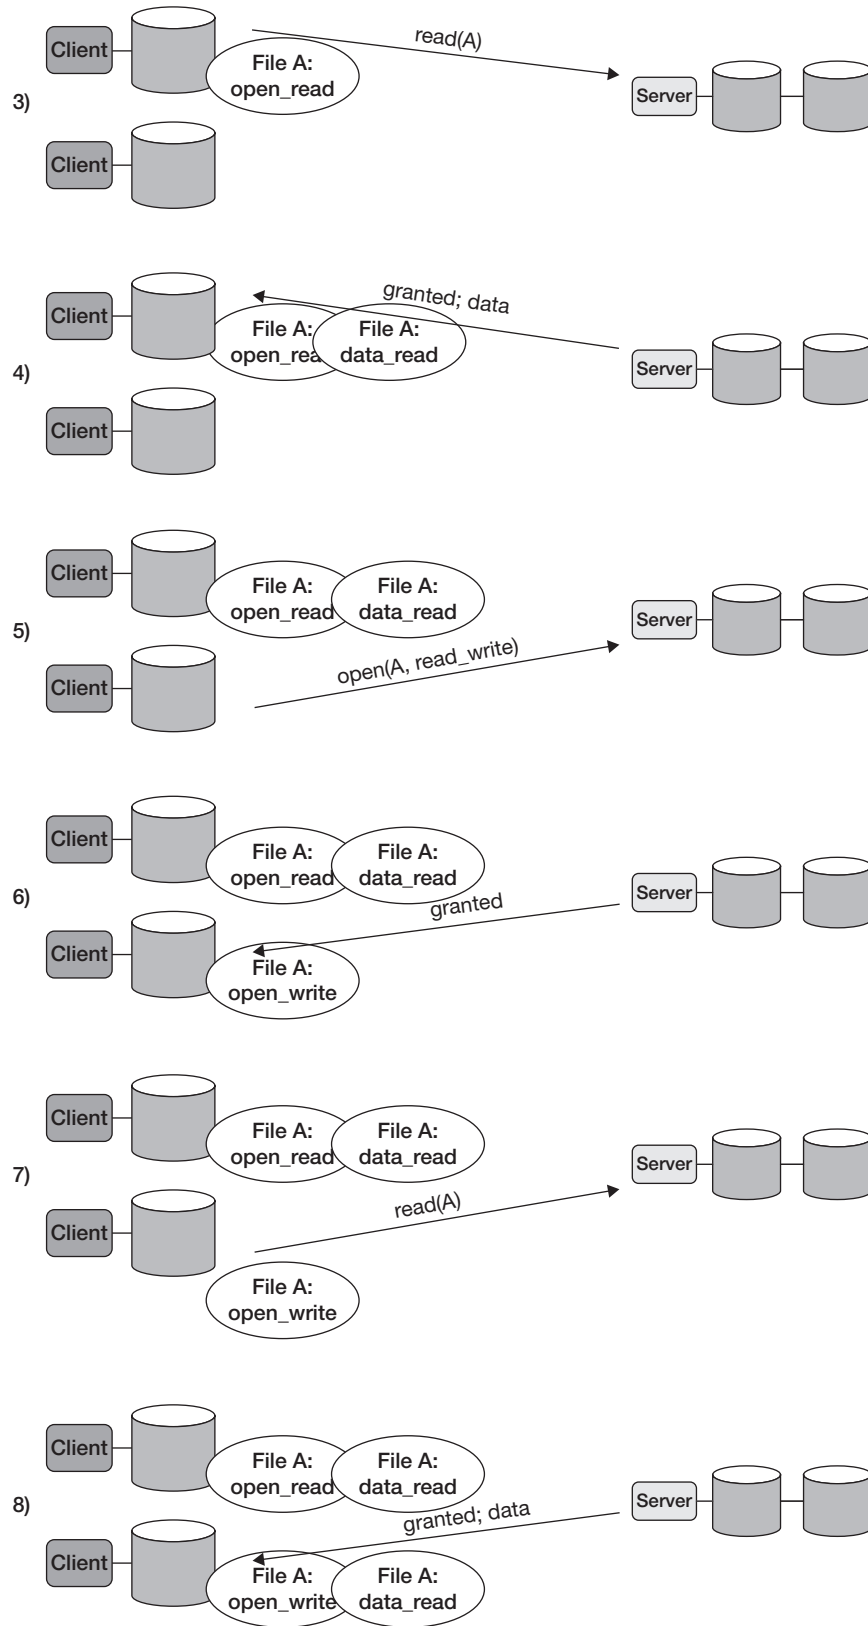 Client
read(A)
File A:
open_read
Server
3)
Client
granted; data
Client
File A:
open_rea
File A:
data_read
Server
4)
Client
Client
File A:
open_read
File A:
data_read
Server
5)
open(A, read_write)
Client
Client
File A:
open_read
File A:
data_read
Server
6)
granted
Client
File A:
open_write
Client
File A:
open_read
File A:
data_read
Server
7)
read(A)
Client
File A:
open_write
Client
File A:
open_read
File A:
data_read
Server
8)
granted; data
Client
File A:
open_write
File A:
data_read